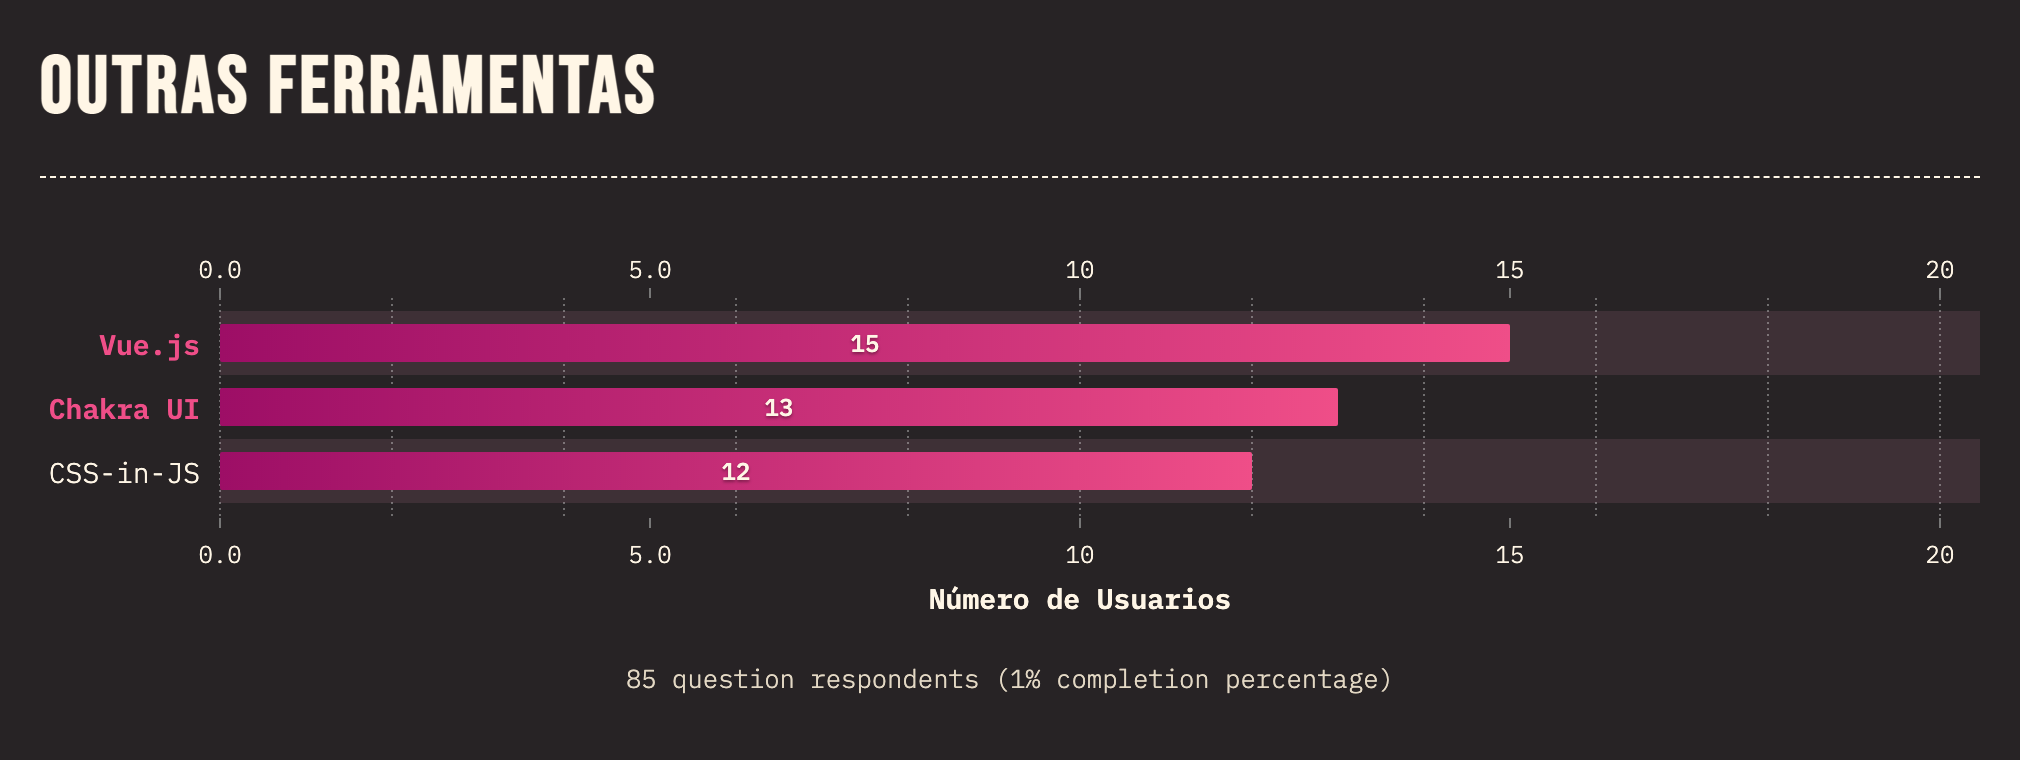 OUTRAS FERRAMENTAS
0.0 5.0 10 15 20
Vue.js 15
Chakra UI 13
CSS-in-JS 12
0.0 5.0 10 15 20
Número de Usuarios
85 question respondents (1% completion percentage)